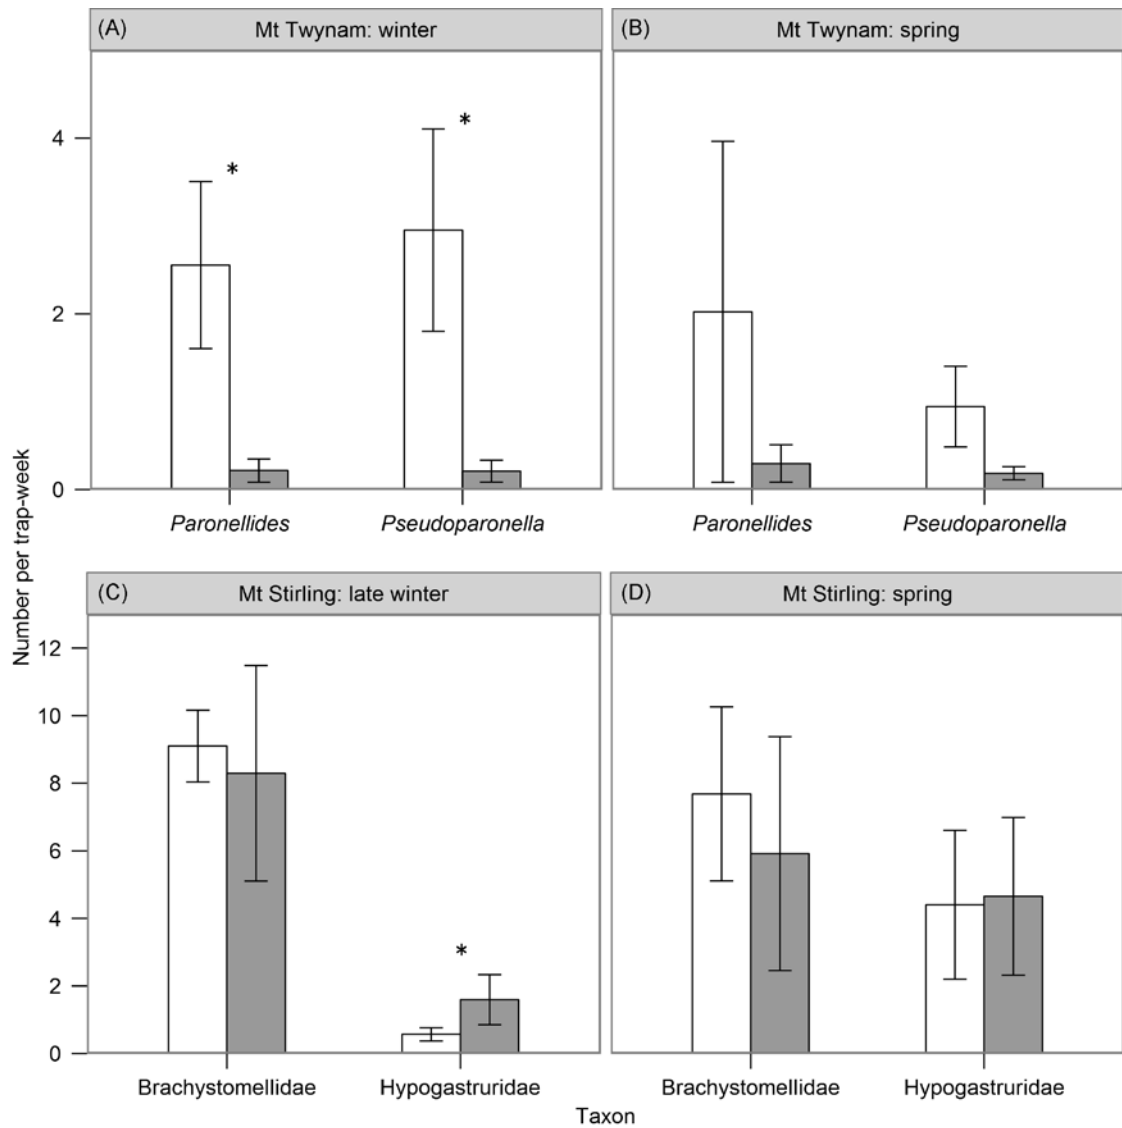 (A) Mt Twynam: winter
(B) Mt Twynam: spring
4
2
0
*
*
Paronellides
Pseudoparonella
Paronellides
Pseudoparonella
Number per trap-week
(C) Mt Stirling: late winter
(D) Mt Stirling: spring
12
10
8
6
4
2
0
*
Brachystomellidae
Hypogastruridae
Brachystomellidae
Hypogastruridae
Taxon